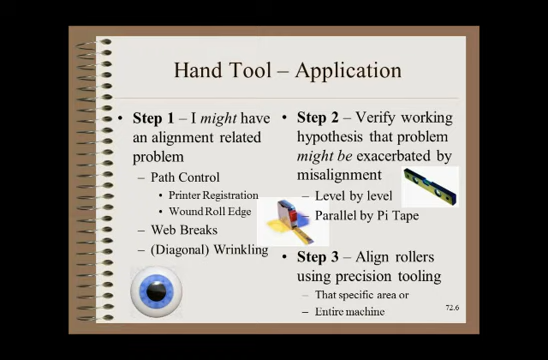 Hand Tool – Application
• Step 1 – I might have
an alignment related
problem
– Path Control
• Printer Registration
• Wound Roll Edge
– Web Breaks
– (Diagonal) Wrinkling
• Step 2 – Verify working
hypothesis that problem
might be exacerbated by
misalignment
– Level by level
– Parallel by Pi Tape
• Step 3 – Align rollers
using precision tooling
– That specific area or
– Entire machine
72.6